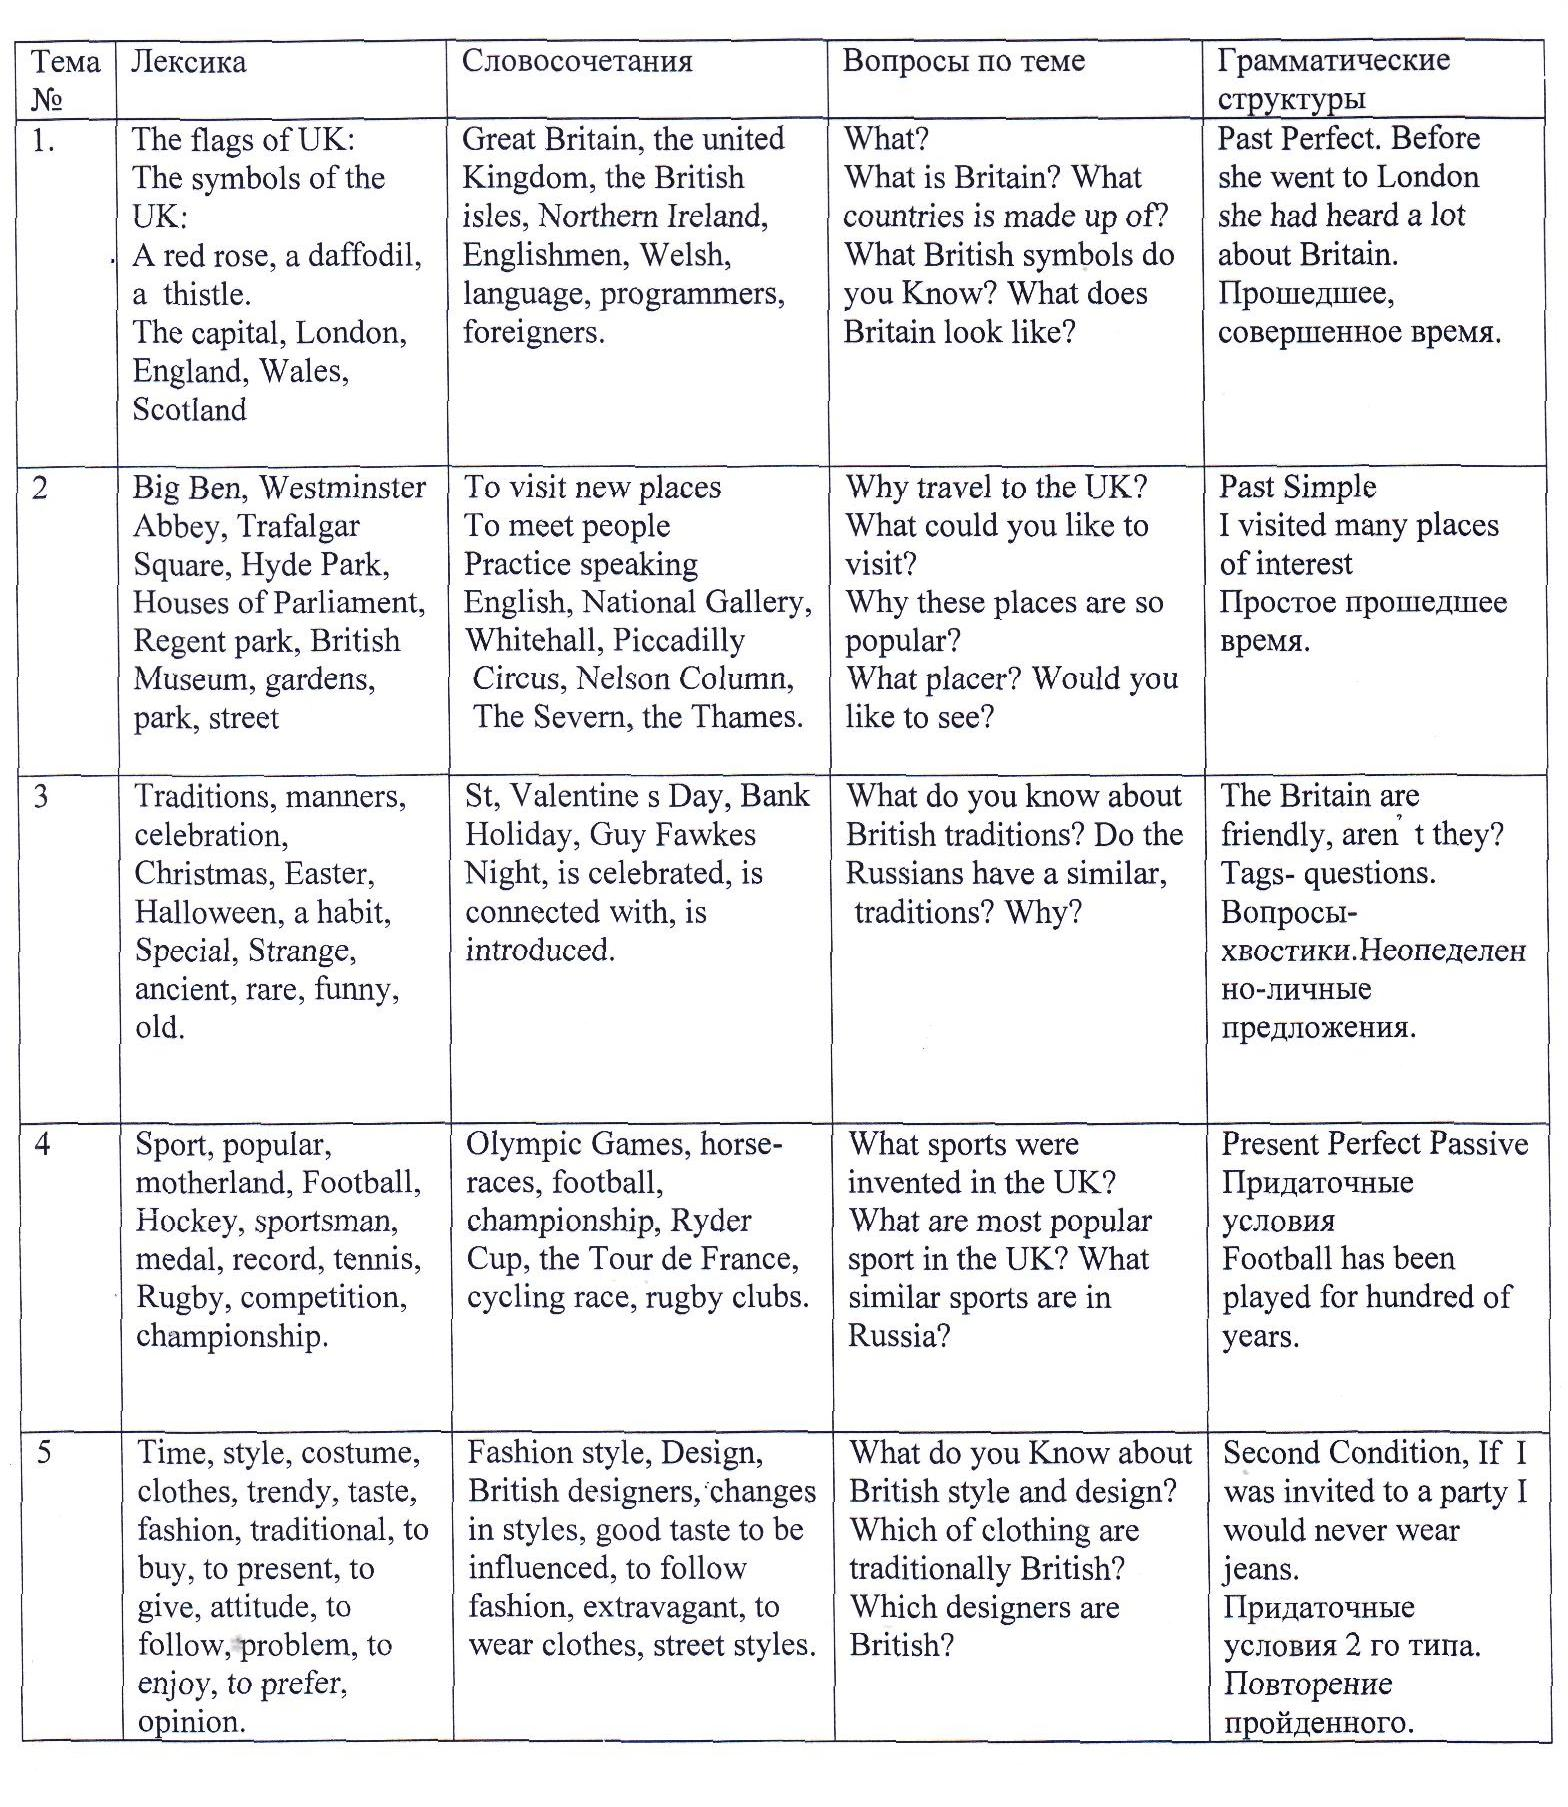 Тема
№
Лексика
Словосочетания
Вопросы по теме
Грамматические
структуры
1.
The flags of UK:
The symbols of the
UK:
A red rose, a daffodil,
a thistle.
The capital, London,
England, Wales,
Scotland
Great Britain, the united
Kingdom, the British
isles, Northern Ireland,
Englishmen, Welsh,
language, programmers,
foreigners.
What?
What is Britain? What
countries is made up of?
What British symbols do
you Know? What does
Britain look like?
Past Perfect. Before
she went to London
she had heard a lot
about Britain.
Прошедшее,
совершенное время.
2
Big Ben, Westminster
Abbey, Trafalgar
Square, Hyde Park,
Houses of Parliament,
Regent park, British
Museum, gardens,
park, street
To visit new places
To meet people
Practice speaking
English, National Gallery,
Whitehall, Piccadilly
Circus, Nelson Column,
The Severn, the Thames.
Why travel to the UK?
What could you like to
visit?
Why these places are so
popular?
What placer? Would you
like to see?
Past Simple
I visited many places
of interest
Простое прошедшее
время.
3
Traditions, manners,
celebration,
Christmas, Easter,
Halloween, a habit,
Special, Strange,
ancient, rare, funny,
old.
St, Valentine s Day, Bank
Holiday, Guy Fawkes
Night, is celebrated, is
connected with, is
introduced.
What do you know about
British traditions? Do the
Russians have a similar,
traditions? Why?
The Britain are
friendly, aren’ t they?
Tags- questions.
Вопросы-
хвостики.Неопеделен
но-личные
предложения.
4
Sport, popular,
motherland, Football,
Hockey, sportsman,
medal, record, tennis,
Rugby, competition,
championship.
Olympic Games, horse-
races, football,
championship, Ryder
Cup, the Tour de France,
cycling race, rugby clubs.
What sports were
invented in the UK?
What are most popular
sport in the UK? What
similar sports are in
Russia?
Present Perfect Passive
Придаточные
условия
Football has been
played for hundred of
years.
5
Time, style, costume,
clothes, trendy, taste,
fashion, traditional, to
buy, to present, to
give, attitude, to
follow, problem, to
enjoy, to prefer,
opinion.
Fashion style, Design,
British designers, changes
in styles, good taste to be
influenced, to follow
fashion, extravagant, to
wear clothes, street styles.
What do you Know about
British style and design?
Which of clothing are
traditionally British?
Which designers are
British?
Second Condition, If I
was invited to a party I
would never wear
jeans.
Придаточные
условия 2 го типа.
Повторение
пройденного.